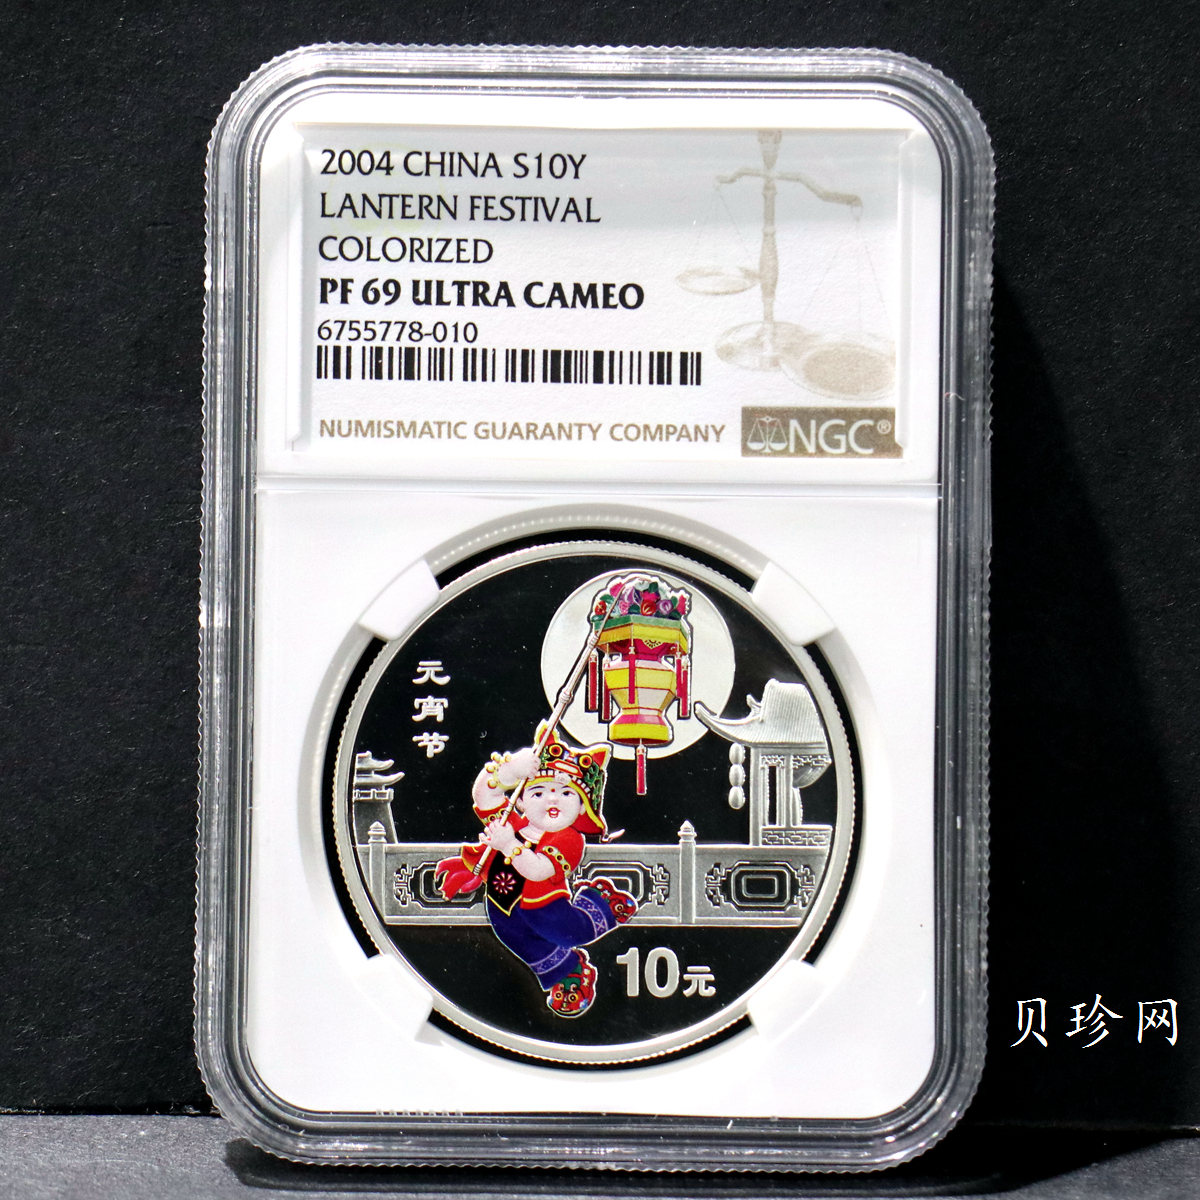 2004 CHINA S10Y
LANTERN FESTIVAL
COLORIZED
PF 69 ULTRA CAMEO
6755778-010
NUMISMATIC GUARANTY COMPANY
NGC®
元宵节
10元
贝珍网